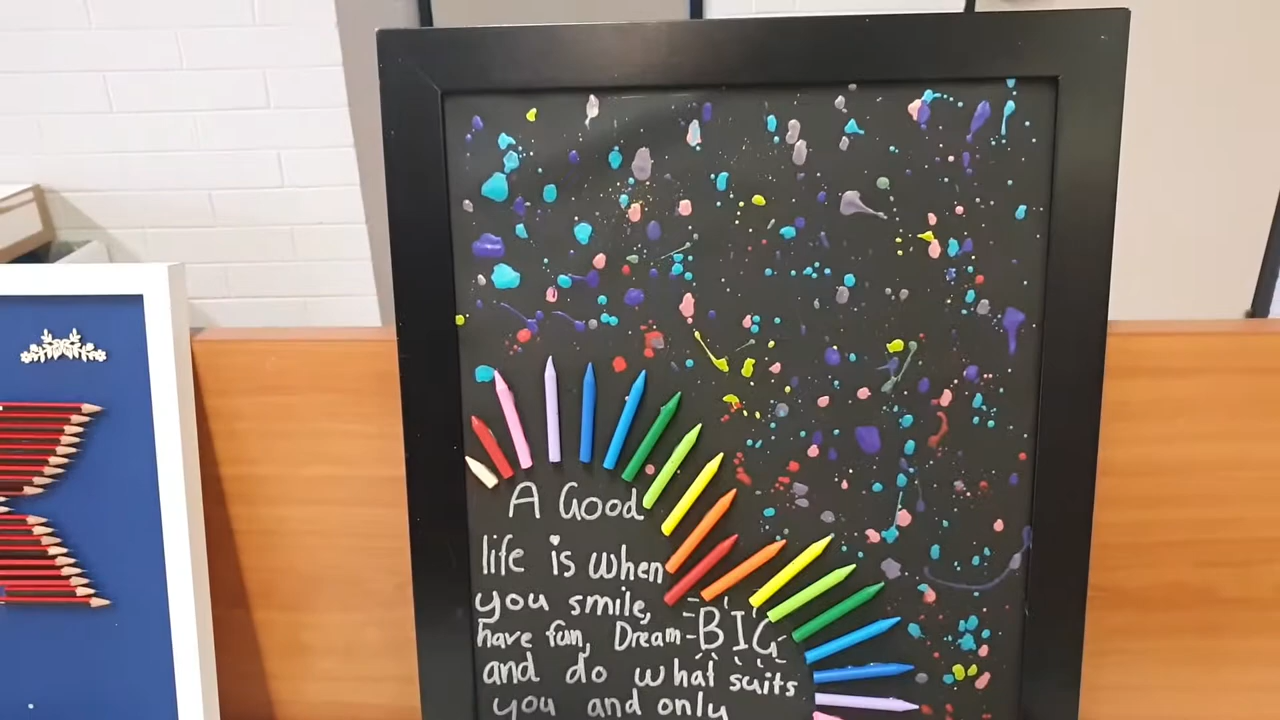 A Good
life is when
you smile,
have fun, Dream BIG
and do what suits
you and only